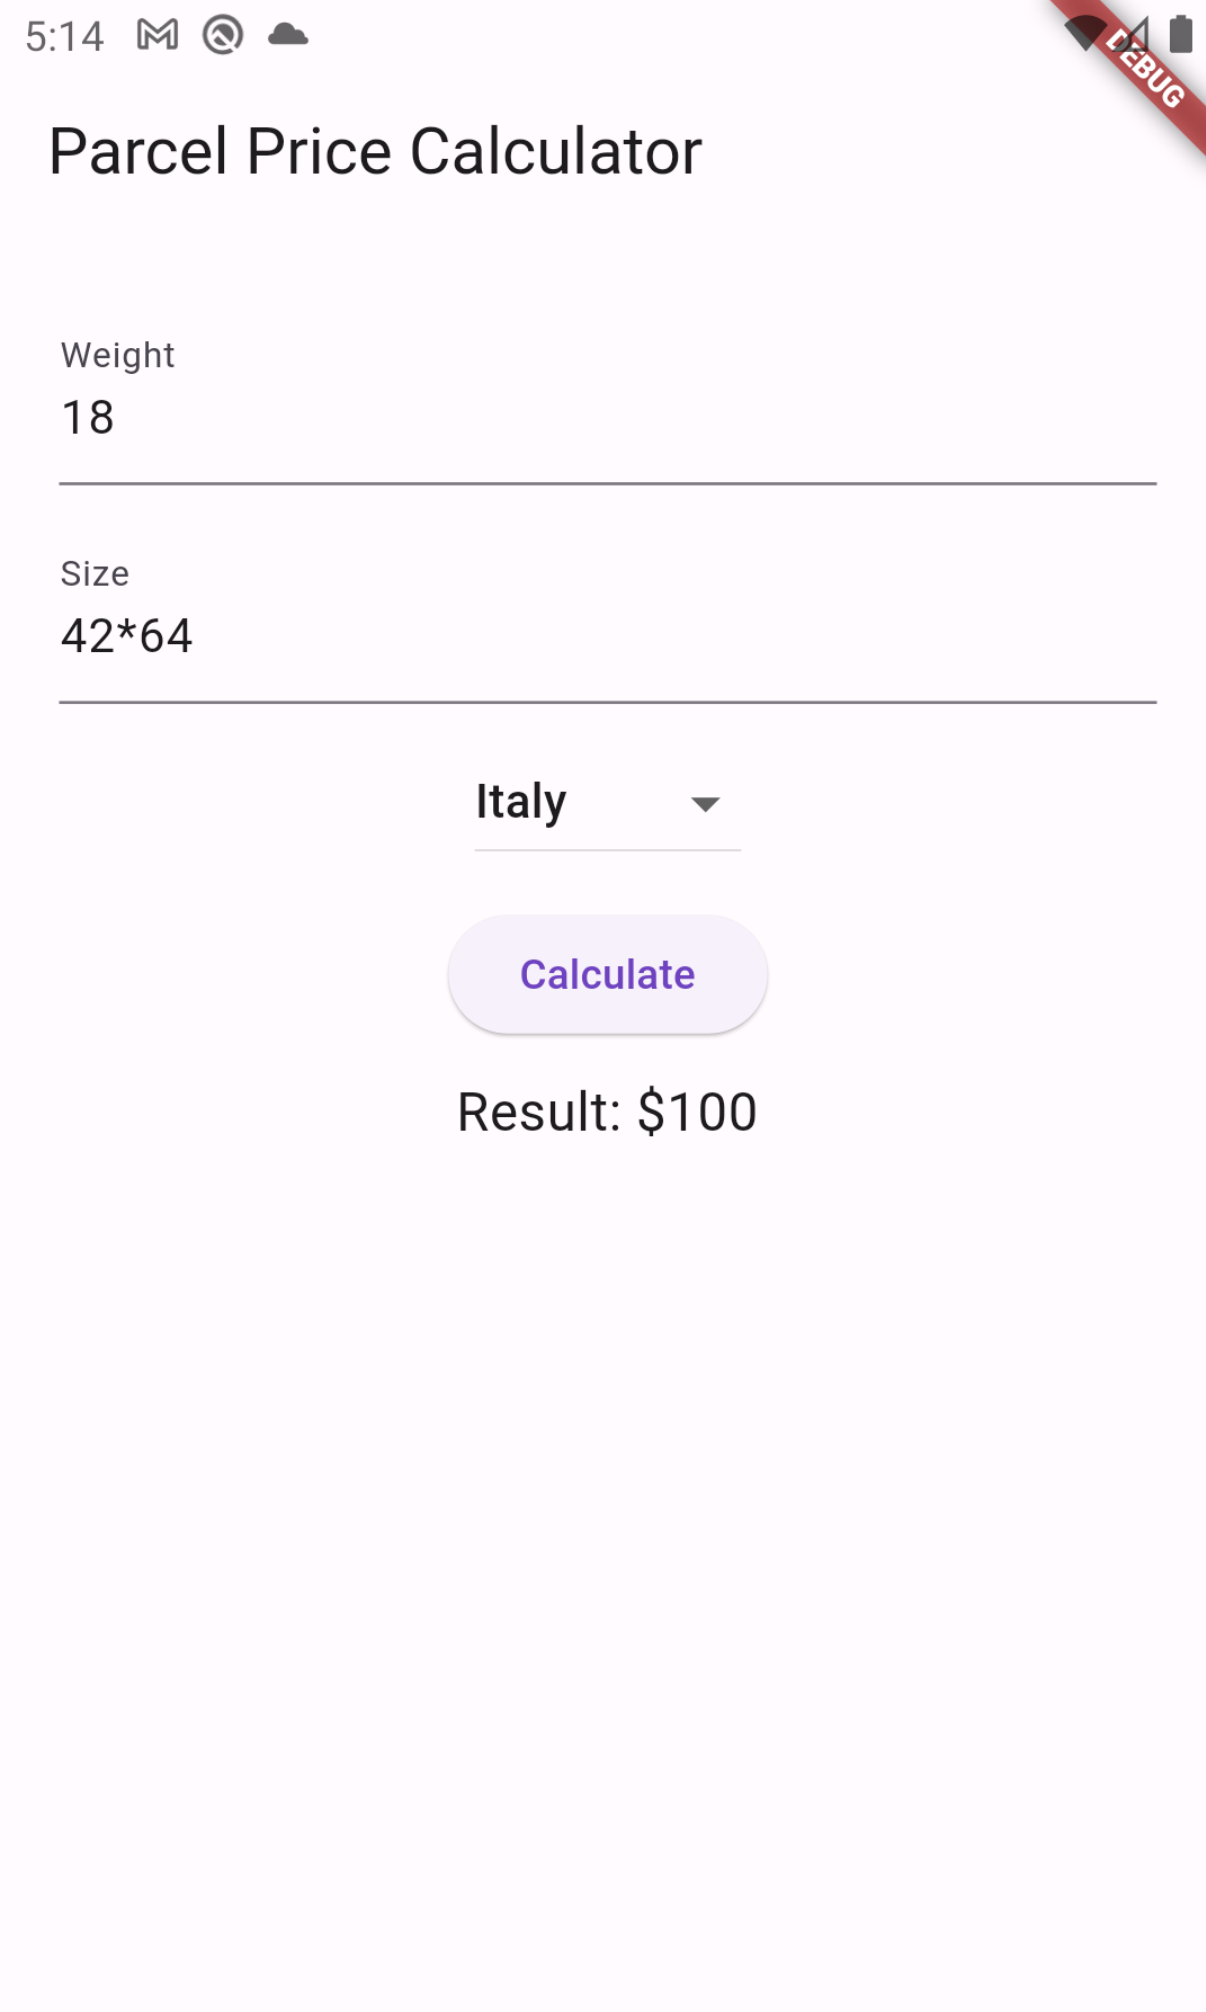 5:14
DEBUG
Parcel Price Calculator
Weight
18
Size
42*64
Italy
Calculate
Result: $100